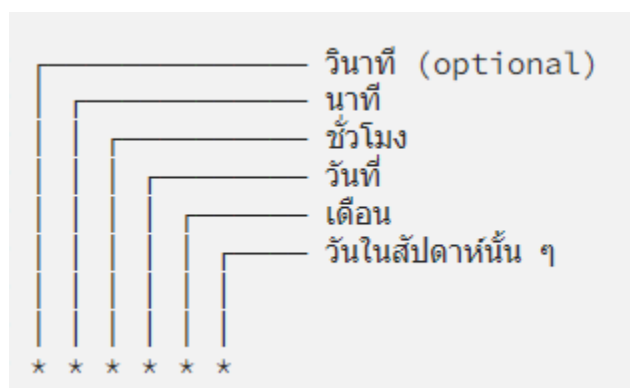 วินาที (optional)
นาที
ชั่วโมง
วันที่
เดือน
วันในสัปดาห์นั้น ๆ
* * * * * *